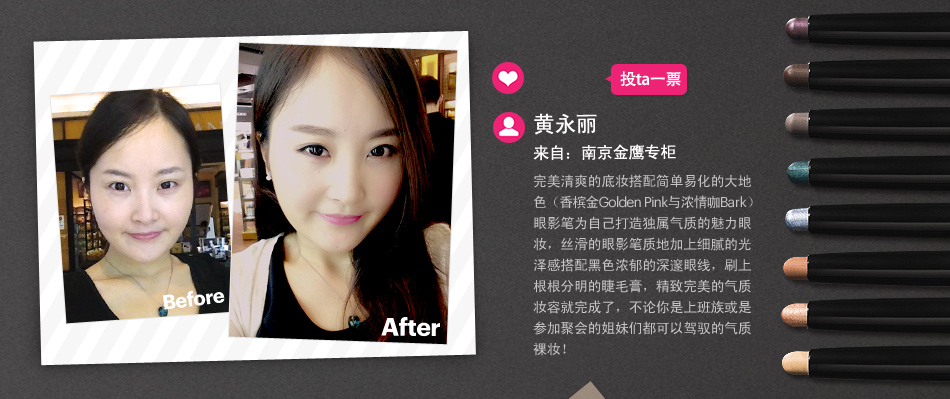 Before
After
投ta一票
黄永丽
来自：南京金鹰专柜
完美清爽的底妆搭配简单易化的大地
色（香槟金Golden Pink与浓情咖Bark）
眼影笔为自己打造独属气质的魅力眼
妆，丝滑的眼影笔质地加上细腻的光
泽感搭配黑色浓郁的深邃眼线，刷上
根根分明的睫毛膏，精致完美的气质
妆容就完成了，不论你是上班族或是
参加聚会的姐妹们都可以驾驭的气质
裸妆！